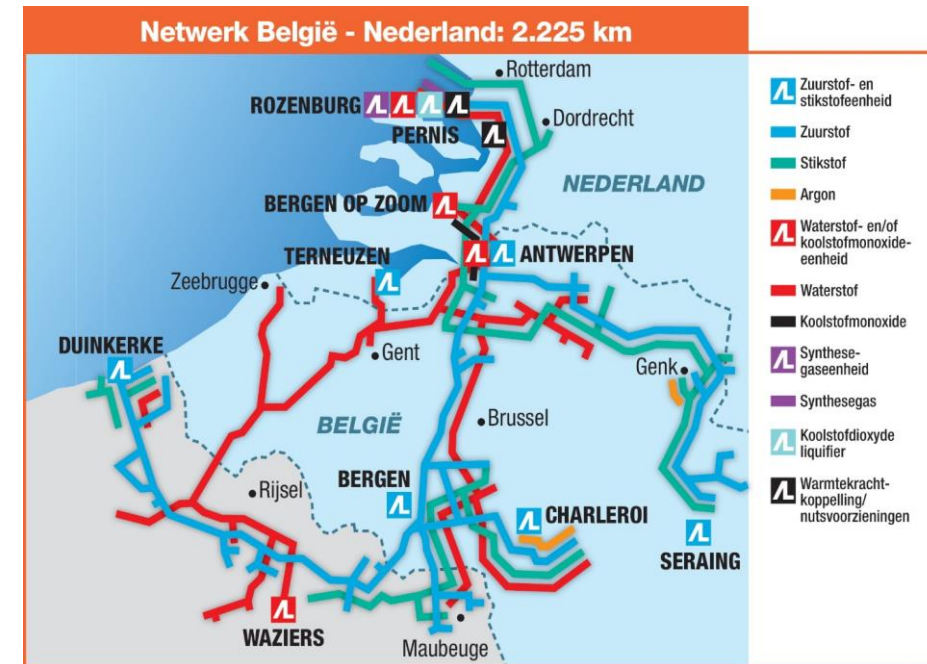 Netwerk België - Nederland: 2.225 km
Rotterdam
ROZENBURG
Dordrecht
PERNIS
NEDERLAND
BERGEN OP ZOOM
TERNEUZEN
ANTWERPEN
Zeebrugge
DUINKERKE
Gent
Genk
BELGIË
Brussel
Rijsel
BERGEN
CHARLEROI
SERAING
WAZIERS
Maubeuge
Zuurstof- en
stikstofeenheid
Zuurstof
Stikstof
Argon
Waterstof- en/of
koolstofmonoxide-
eenheid
Waterstof
Koolstofmonoxide
Synthese-
gaseenheid
Synthesegas
Koolstofdioxyde
liquifier
Warmtekracht-
koppelling/
nutsvoorzieningen